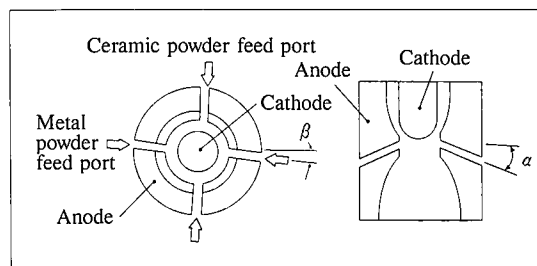 Ceramic powder feed port
Cathode
Metal
powder
feed port
β
Anode
Anode
Cathode
α